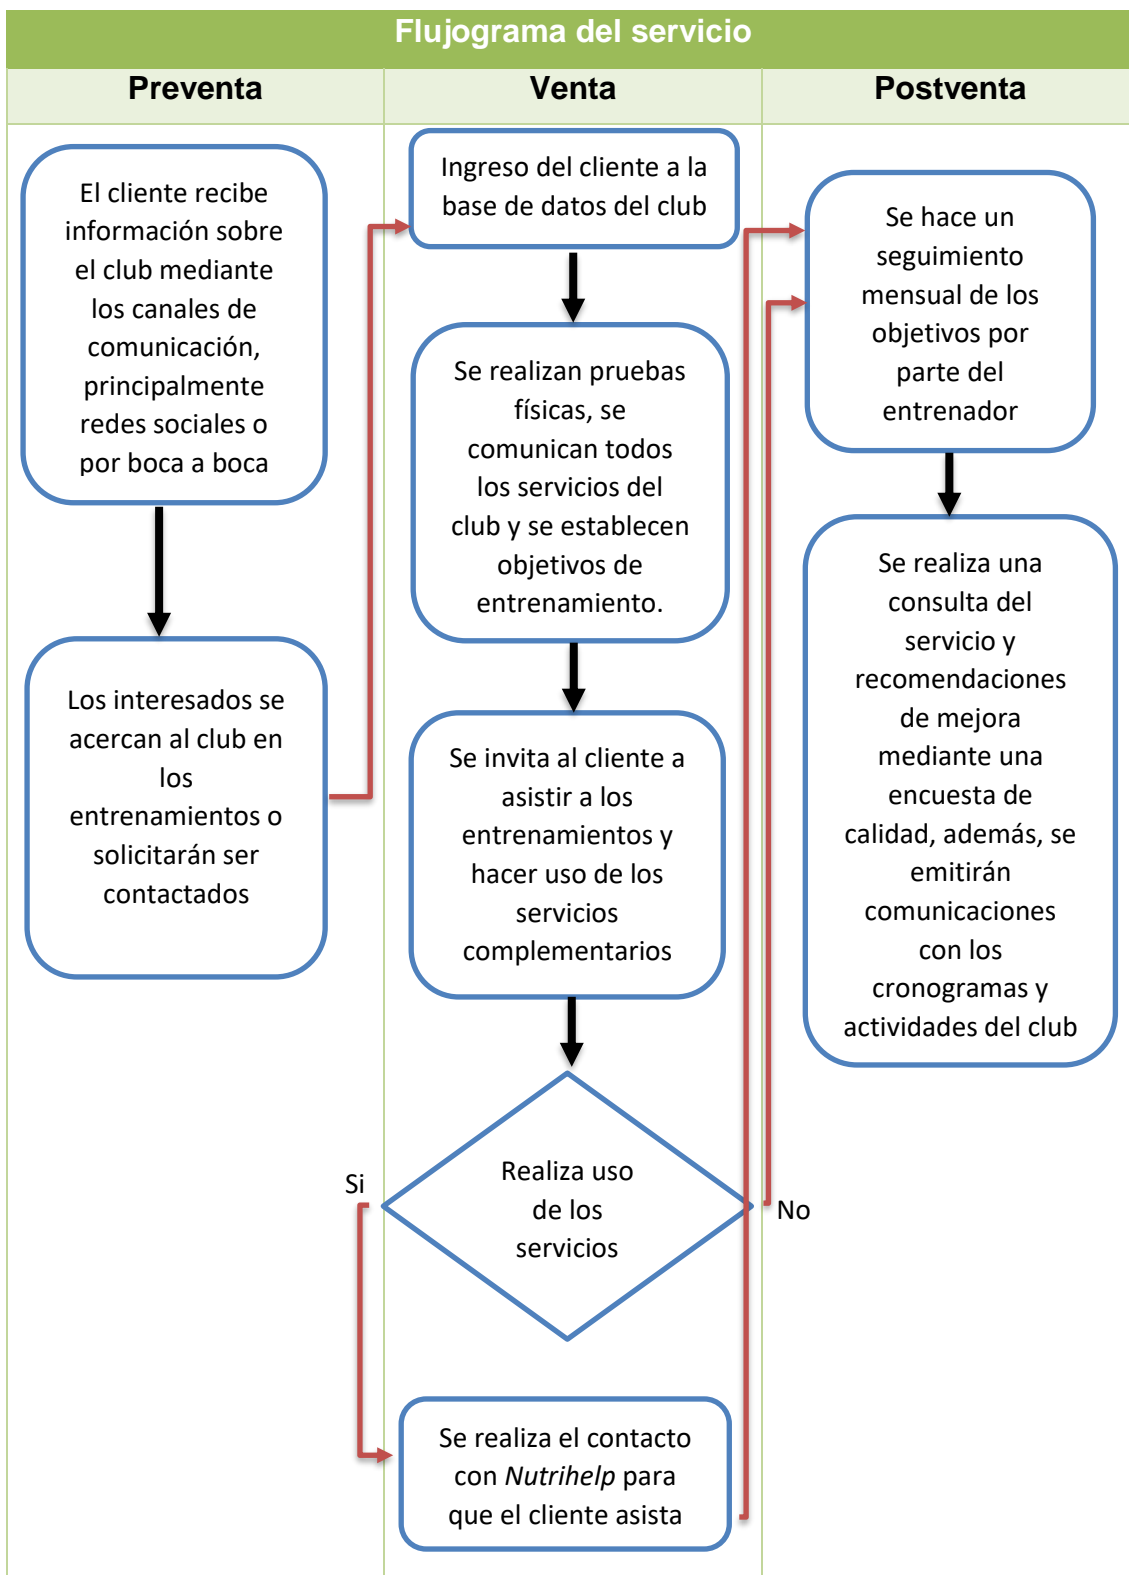 Flujograma del servicio
Preventa
Venta
Postventa
El cliente recibe
información sobre
el club mediante
los canales de
comunicación,
principalmente
redes sociales o
por boca a boca
Los interesados se
acercan al club en
los
entrenamientos o
solicitarán ser
contactados
Ingreso del cliente a la
base de datos del club
Se realizan pruebas
físicas, se
comunican todos
los servicios del
club y se establecen
objetivos de
entrenamiento.
Se invita al cliente a
asistir a los
entrenamientos y
hacer uso de los
servicios
complementarios
Realiza uso
de los
servicios
Si
No
Se realiza el contacto
con Nutrihelp para
que el cliente asista
Se hace un
seguimiento
mensual de los
objetivos por
parte del
entrenador
Se realiza una
consulta del
servicio y
recomendaciones
de mejora
mediante una
encuesta de
calidad, además, se
emitirán
comunicaciones
con los
cronogramas y
actividades del club